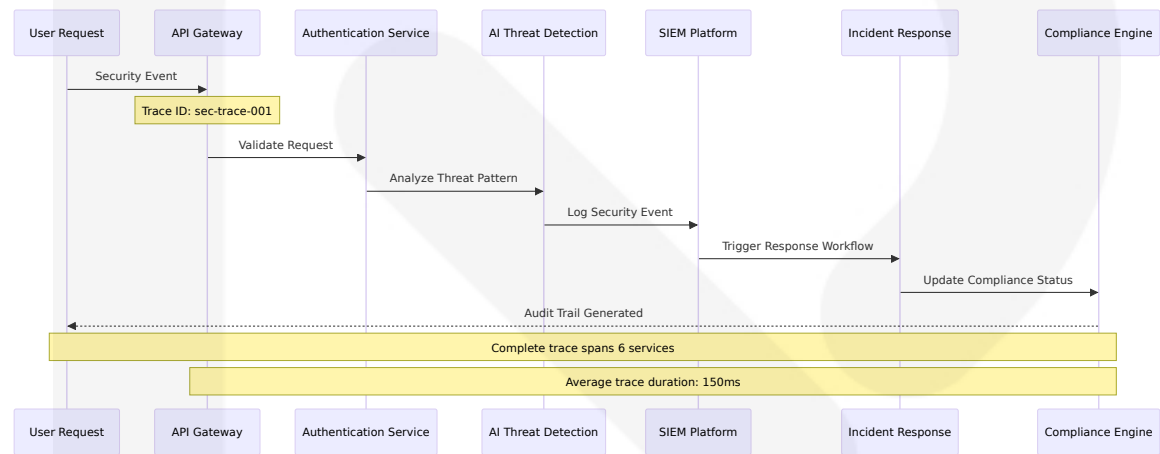 User Request
API Gateway
Authentication Service
AI Threat Detection
SIEM Platform
Incident Response
Compliance Engine
Security Event
Trace ID: sec-trace-001
Validate Request
Analyze Threat Pattern
Log Security Event
Trigger Response Workflow
Update Compliance Status
Audit Trail Generated
Complete trace spans 6 services
Average trace duration: 150ms
User Request
API Gateway
Authentication Service
AI Threat Detection
SIEM Platform
Incident Response
Compliance Engine